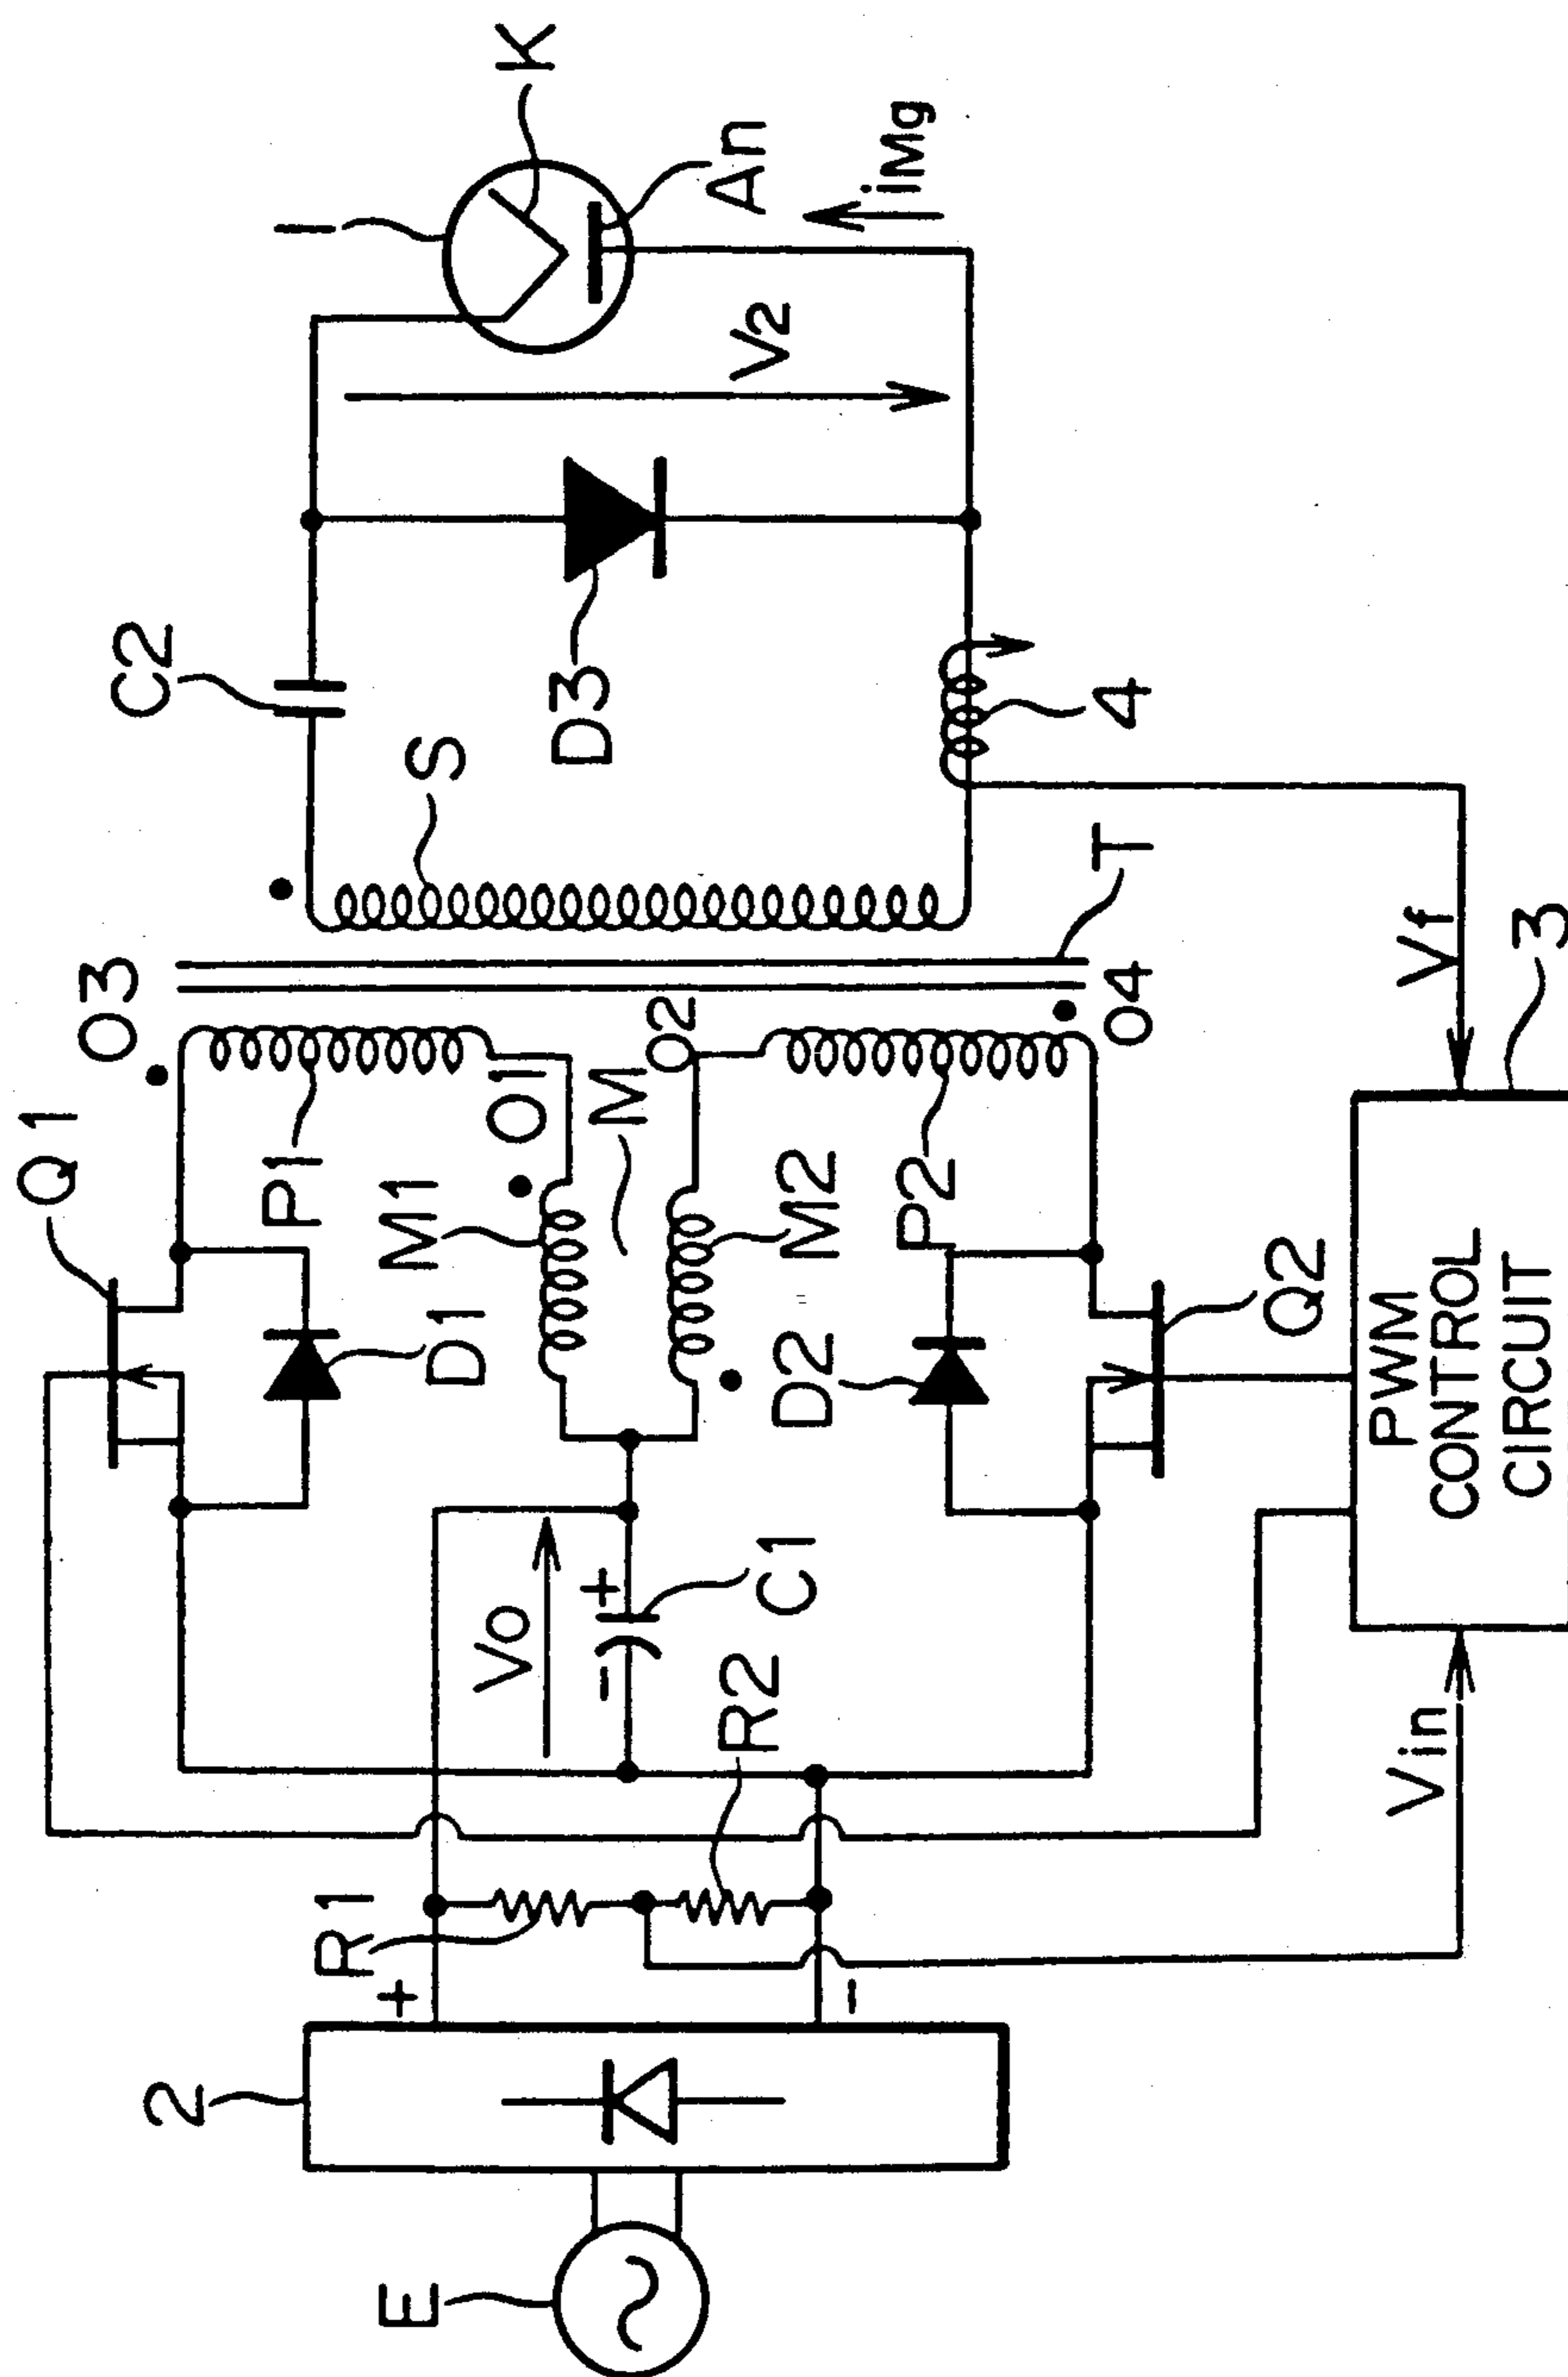 E
2
+
-
R1
R2
Vin
Vo
-
+
C1
Q1
D1
P1
M1
O1
M
O2
M2
D2
P2
Q2
O3
O4
T
S
C2
D3
4
V2
1
K
An
iMg
Vf
3
PWM
CONTROL
CIRCUIT